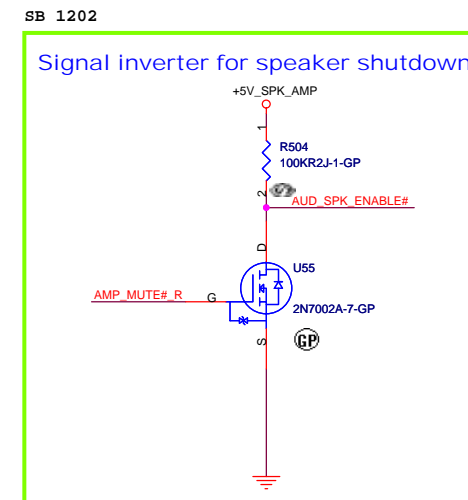 SB 1202
Signal inverter for speaker shutdown
+5V_SPK_AMP
1
R504
100KR2J-1-GP
2
AUD_SPK_ENABLE#
D
U55
AMP_MUTE#_R
G
2N7002A-7-GP
S
GP